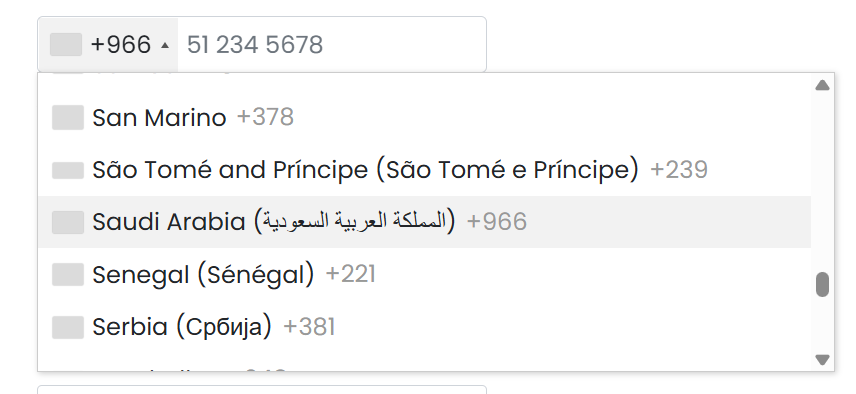 +966 51 234 5678
San Marino +378
São Tomé and Príncipe (São Tomé e Príncipe) +239
Saudi Arabia (المملكة العربية السعودية) +966
Senegal (Sénégal) +221
Serbia (Србија) +381